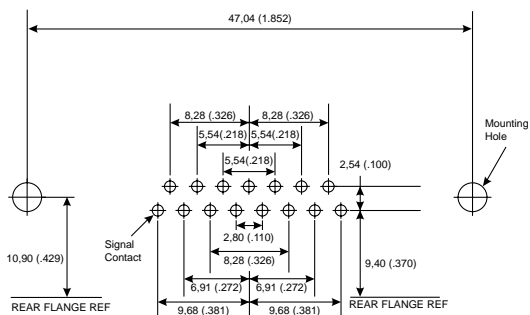 47,04 (1.852)
8,28 (.326)
8,28 (.326)
Mounting
Hole
5,54(.218)
5,54(.218)
5,54(.218)
2,54 (.100)
Signal
Contact
2.80 (.110)
10,90 (.429)
8,28 (.326)
9,40 (.370)
6,91 (.272)
6,91 (.272)
REAR FLANGE REF
REAR FLANGE REF
9,68 (.381)
9,68 (.381)